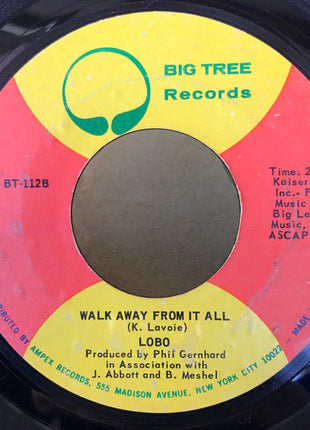 BIG TREE
Records
BT-112B
Time: 2
Kaiser
Inc.-
Music
Big Le
Music,
ASCAP
WALK AWAY FROM IT ALL
(K. Lavoie)
LOBO
Produced by Phil Gernhard
in Association with
J. Abbott and B. Meshel
BY AMPEX RECORDS, 555 MADISON AVENUE, NEW YORK, CITY 10022 - MADE